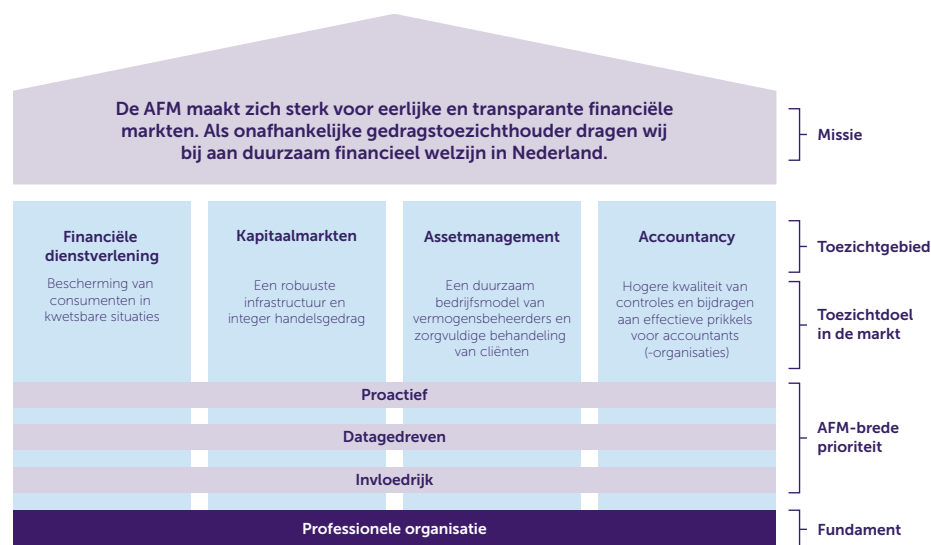 De AFM maakt zich sterk voor eerlijke en transparante financiële
markten. Als onafhankelijke gedragstoezichthouder dragen wij
bij aan duurzaam financieel welzijn in Nederland.
Missie
Financiële
dienstverlening
Bescherming van
consumenten in
kwetsbare situaties
Kapitaalmarkten
Een robuuste
infrastructuur en
integer handelsgedrag
Assetmanagement
Een duurzaam
bedrijfsmodel van
vermogensbeheerders en
zorgvuldige behandeling
van cliënten
Accountancy
Hogere kwaliteit van
controles en bijdragen
aan effectieve prikkels
voor accountants
(-organisaties)
Toezichtgebied
Toezichtdoel
in de markt
Proactief
Datagedreven
Invloedrijk
AFM-brede
prioriteit
Professionele organisatie
Fundament